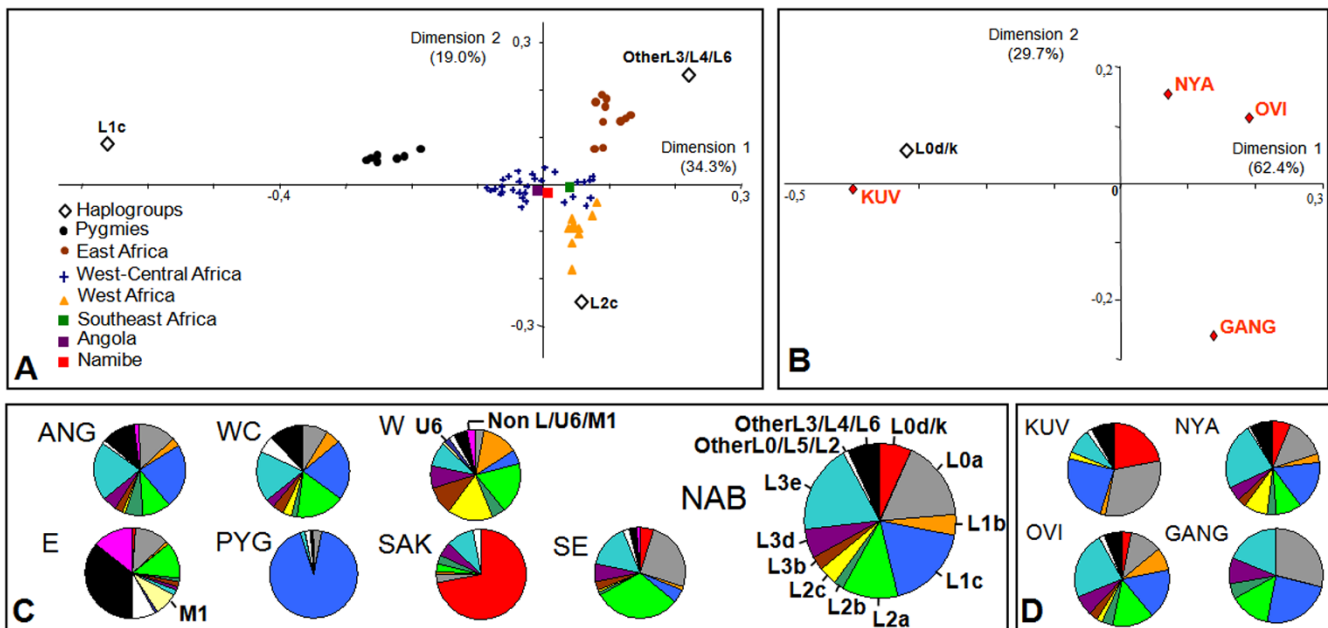 Dimension 2
(19.0%)
0,3
OtherL3/L4/L6
L1c
Dimension 1
(34.3%)
-0,4
0,3
Haplogroups
Pygmies
East Africa
West-Central Africa
West Africa
Southeast Africa
Angola
Namibe
L2c
-0,3
A
Dimension 2
(29.7%)
0,2
NYA
OVI
L0d/k
Dimension 1
(62.4%)
KUV
-0,5
0
0,3
-0,2
GANG
B
ANG
WC
W
U6
Non L/U6/M1
E
M1
PYG
SAK
SE
NAB
OtherL3/L4/L6
OtherL0/L5/L2
L0d/k
L0a
L1b
L1c
L2a
L2b
L2c
L3b
L3d
L3e
C
KUV
NYA
OVI
GANG
D